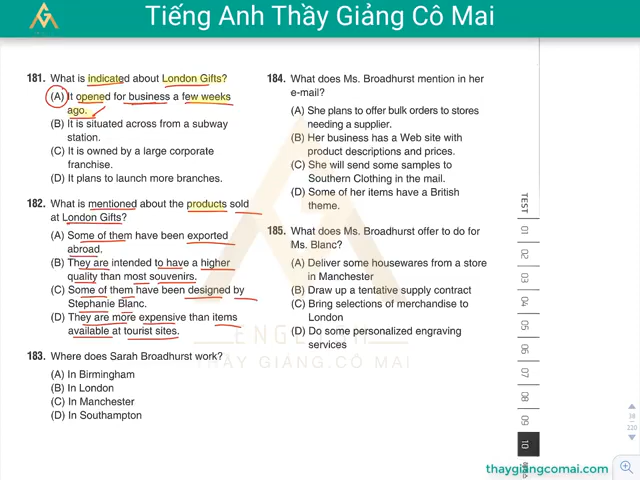 Tiếng Anh Thầy Giảng Cô Mai
181. What is indicated about London Gifts?
(A) It opened for business a few weeks
ago.
(B) It is situated across from a subway
station.
(C) It is owned by a large corporate
franchise.
(D) It plans to launch more branches.
182. What is mentioned about the products sold
at London Gifts?
(A) Some of them have been exported
abroad.
(B) They are intended to have a higher
quality than most souvenirs.
(C) Some of them have been designed by
Stephanie Blanc.
(D) They are more expensive than items
available at tourist sites.
183. Where does Sarah Broadhurst work?
(A) In Birmingham
(B) In London
(C) In Manchester
(D) In Southampton
184. What does Ms. Broadhurst mention in her
e-mail?
(A) She plans to offer bulk orders to stores
needing a supplier.
(B) Her business has a Web site with
product descriptions and prices.
(C) She will send some samples to
Southern Clothing in the mail.
(D) Some of her items have a British
theme.
185. What does Ms. Broadhurst offer to do for
Ms. Blanc?
(A) Deliver some housewares from a store
in Manchester
(B) Draw up a tentative supply contract
(C) Bring selections of merchandise to
London
(D) Do some personalized engraving
services
TEST
01
02
03
04
05
06
07
08
09
10
THẦY GIẢNG.CÔ MAI
220
thaygiangcomai.com